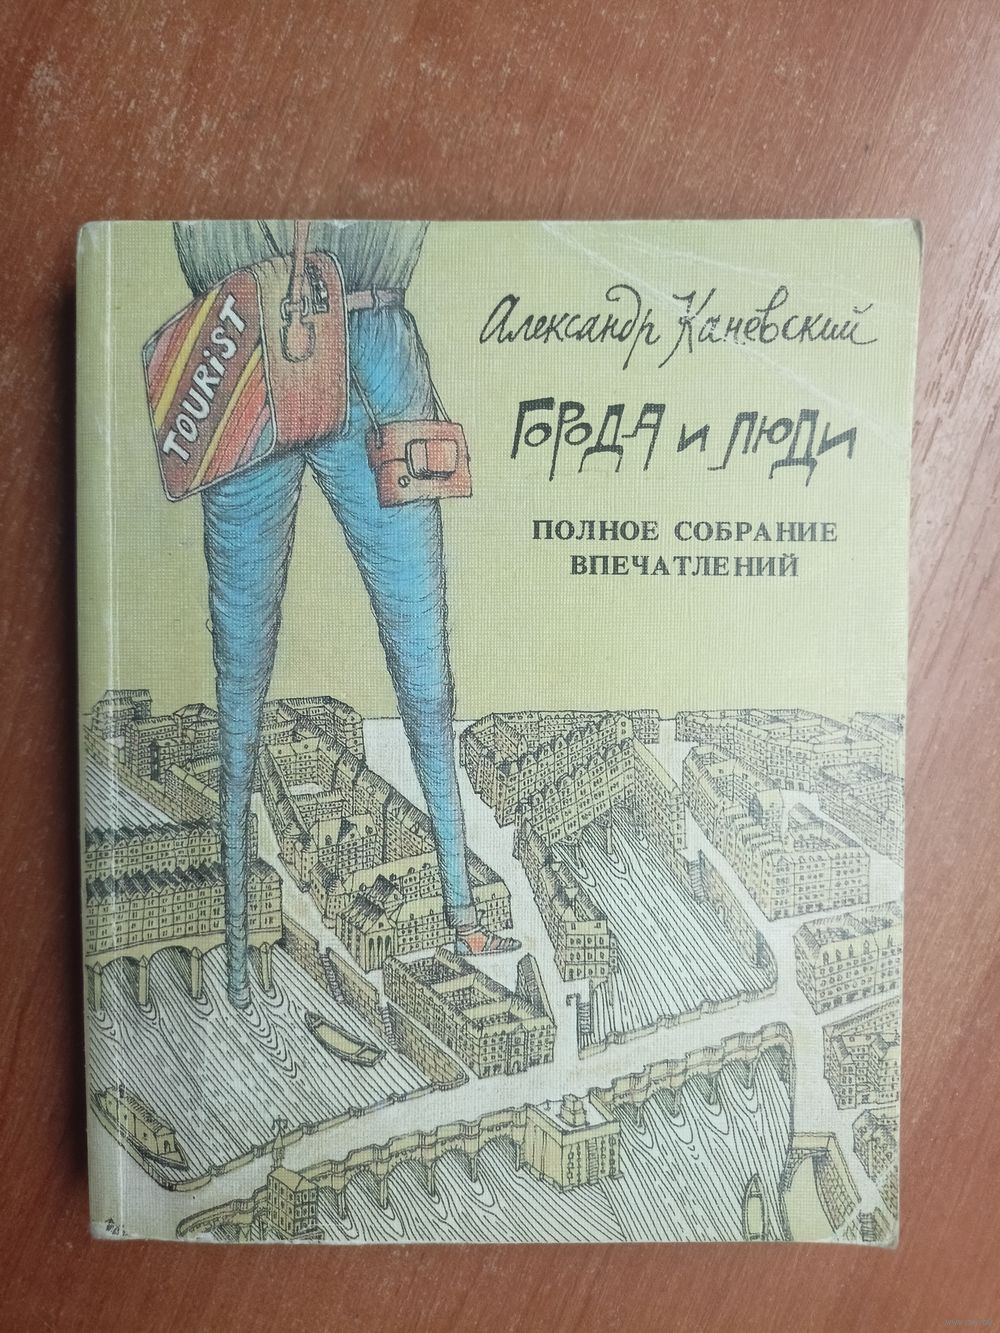 TOURiST
Александр Каневский
ГОРОДА и ЛЮДИ
ПОЛНОЕ СОБРАНИЕ
ВПЕЧАТЛЕНИЙ